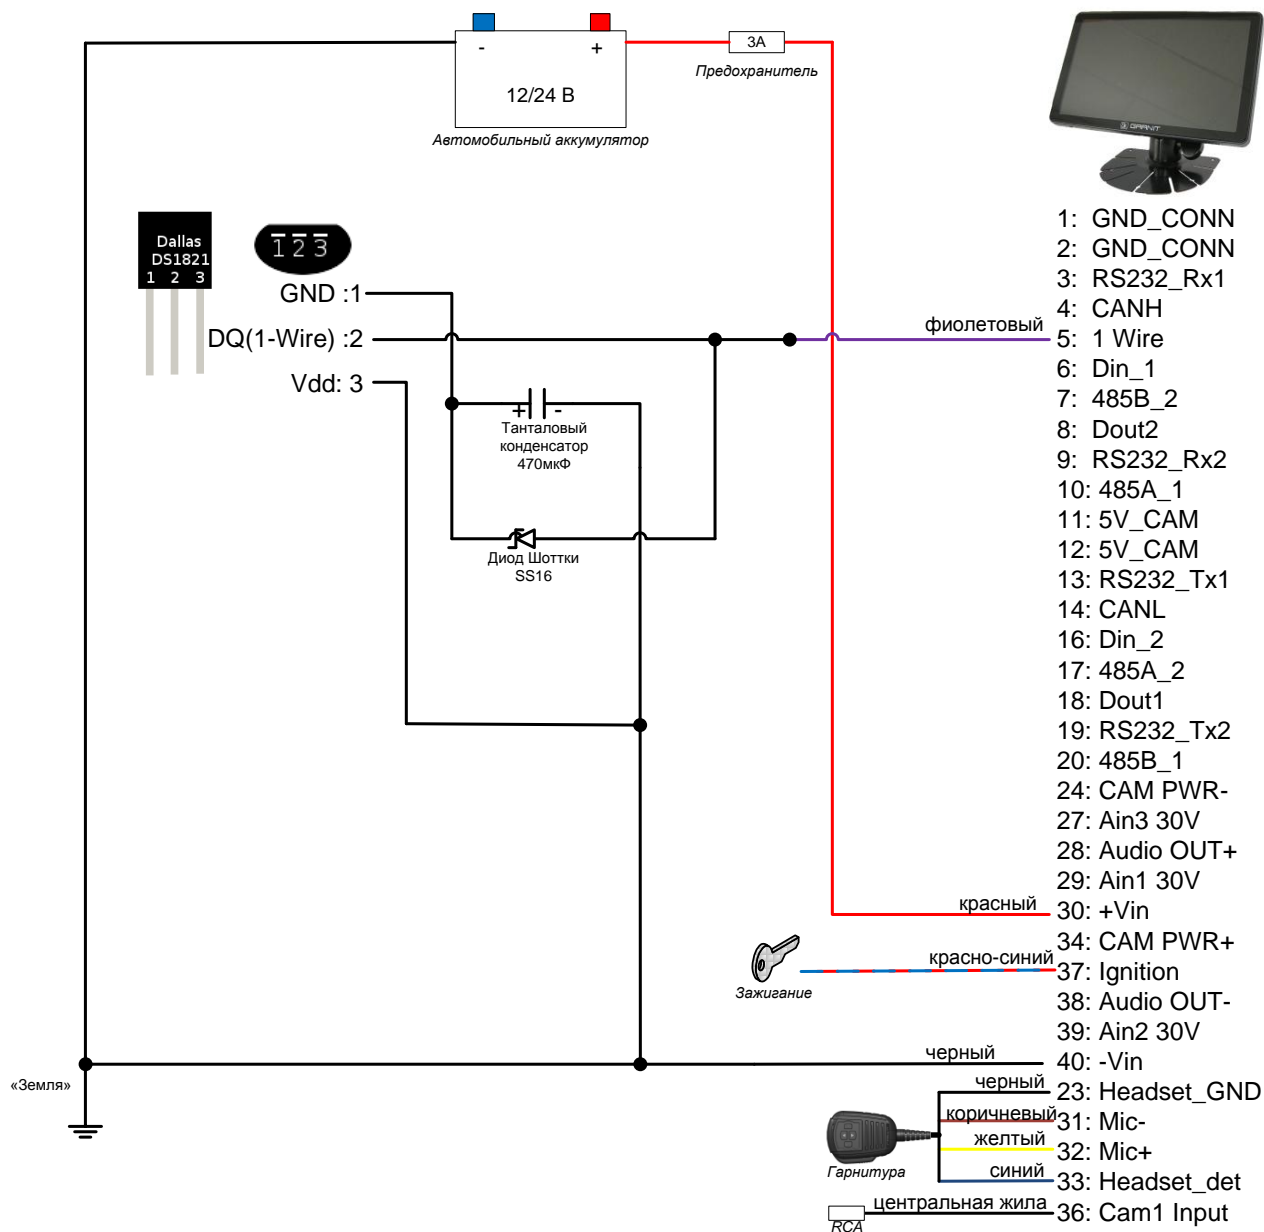 -
+
12/24 В
Автомобильный аккумулятор
3A
Предохранитель
GRANIT
Dallas
DS1821
1 2 3
1 2 3
GND :1
DQ(1-Wire) :2
Vdd: 3
+ -
Танталовый
конденсатор
470мкФ
Диод Шоттки
SS16
фиолетовый
красный
Зажигание
красно-синий
«Земля»
черный
черный
коричневый
желтый
синий
Гарнитура
центральная жила
RCA
1: GND_CONN
2: GND_CONN
3: RS232_Rx1
4: CANH
5: 1 Wire
6: Din_1
7: 485B_2
8: Dout2
9: RS232_Rx2
10: 485A_1
11: 5V_CAM
12: 5V_CAM
13: RS232_Tx1
14: CANL
16: Din_2
17: 485A_2
18: Dout1
19: RS232_Tx2
20: 485B_1
24: CAM PWR-
27: Ain3 30V
28: Audio OUT+
29: Ain1 30V
30: +Vin
34: CAM PWR+
37: Ignition
38: Audio OUT-
39: Ain2 30V
40: -Vin
23: Headset_GND
31: Mic-
32: Mic+
33: Headset_det
36: Cam1 Input